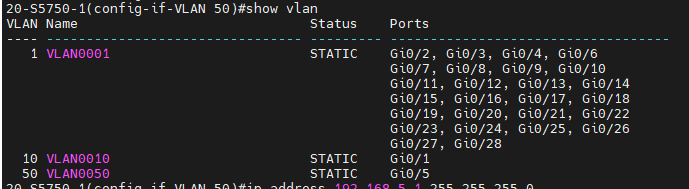 20-S5750-1(config-if-VLAN 50)#show vlan
VLAN Name                             Status    Ports
---- -------------------------------- --------- -----------------------------------
   1 VLAN0001                         STATIC    Gi0/2, Gi0/3, Gi0/4, Gi0/6
                                                Gi0/7, Gi0/8, Gi0/9, Gi0/10
                                                Gi0/11, Gi0/12, Gi0/13, Gi0/14
                                                Gi0/15, Gi0/16, Gi0/17, Gi0/18
                                                Gi0/19, Gi0/20, Gi0/21, Gi0/22
                                                Gi0/23, Gi0/24, Gi0/25, Gi0/26
                                                Gi0/27, Gi0/28
  10 VLAN0010                         STATIC    Gi0/1
  50 VLAN0050                         STATIC    Gi0/5
20-S5750-1(config-if-VLAN 50)#ip address 192.168.5.1 255.255.255.0